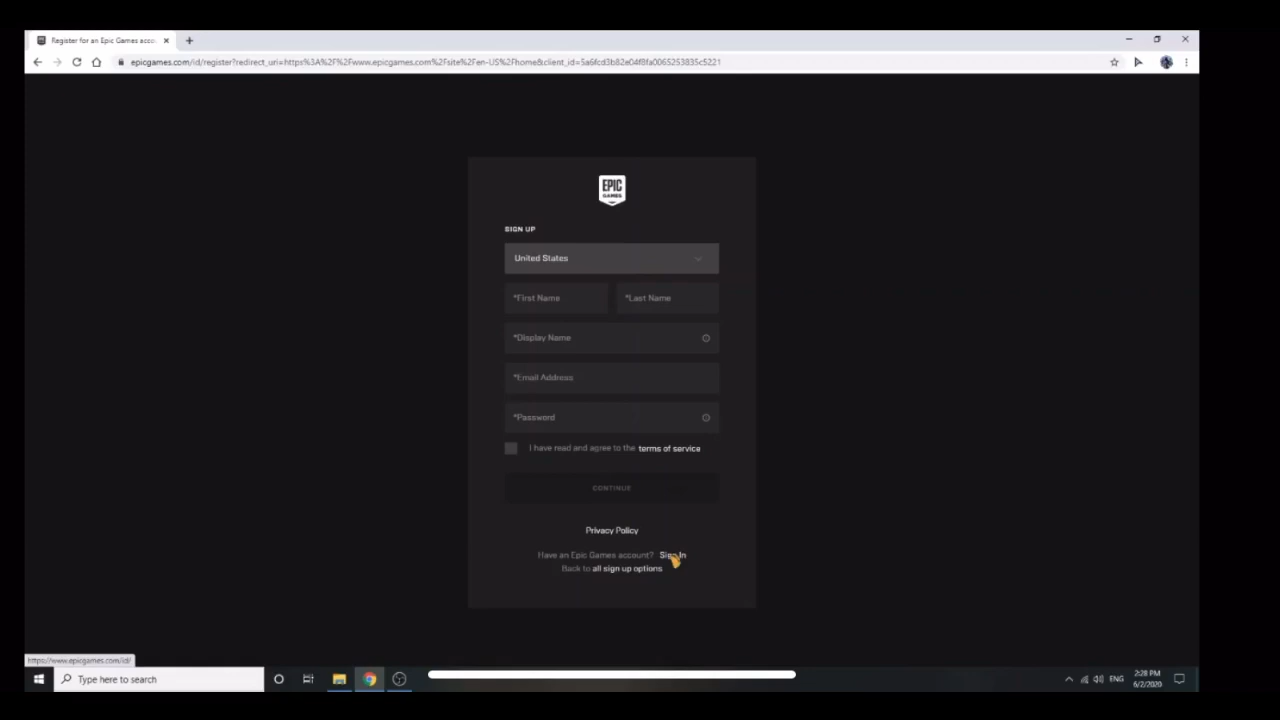 Register for an Epic Games acco
epicgames.com/id/register?redirect_uri=https%3A%2F%2Fwww.epicgames.com%2Fsite%2Fen-US%2Fhome&client_id=5a6fcd3b82e04f8fa0065253835c5221
EPIC
GAMES
SIGN UP
United States
*First Name
*Last Name
*Display Name
*Email Address
*Password
I have read and agree to the terms of service
CONTINUE
Privacy Policy
Have an Epic Games account? Sign In
Back to all sign up options
https://www.epicgames.com/id/
Type here to search
ENG
2:28 PM
6/2/2020